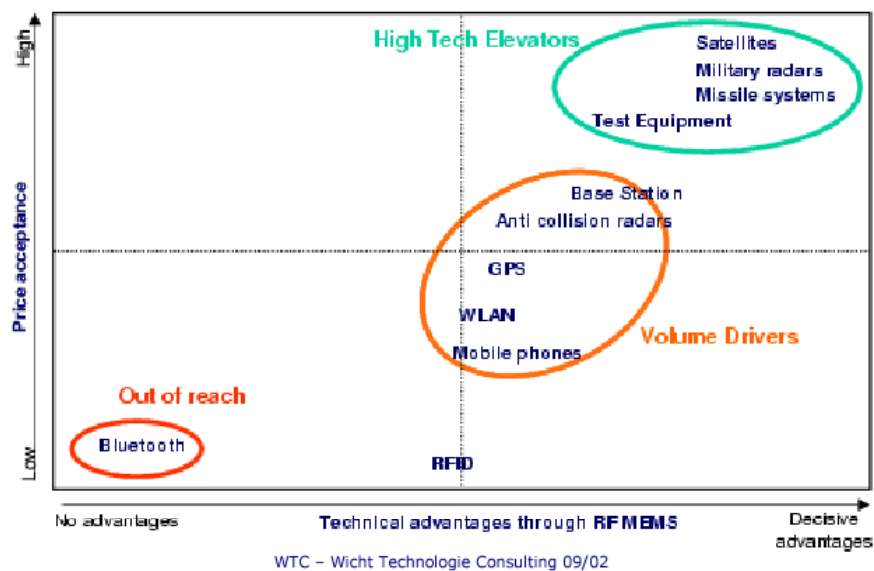 High
High Tech Elevators
Satellites
Military radars
Missile systems
Test Equipment
Base Station
Anti collision radars
Price acceptance
GPS
WLAN
Volume Drivers
Mobile phones
Out of reach
Bluetooth
RFID
Low
No advantages
Technical advantages through RF MEMS
Decisive
advantages
WTC – Wicht Technologie Consulting 09/02